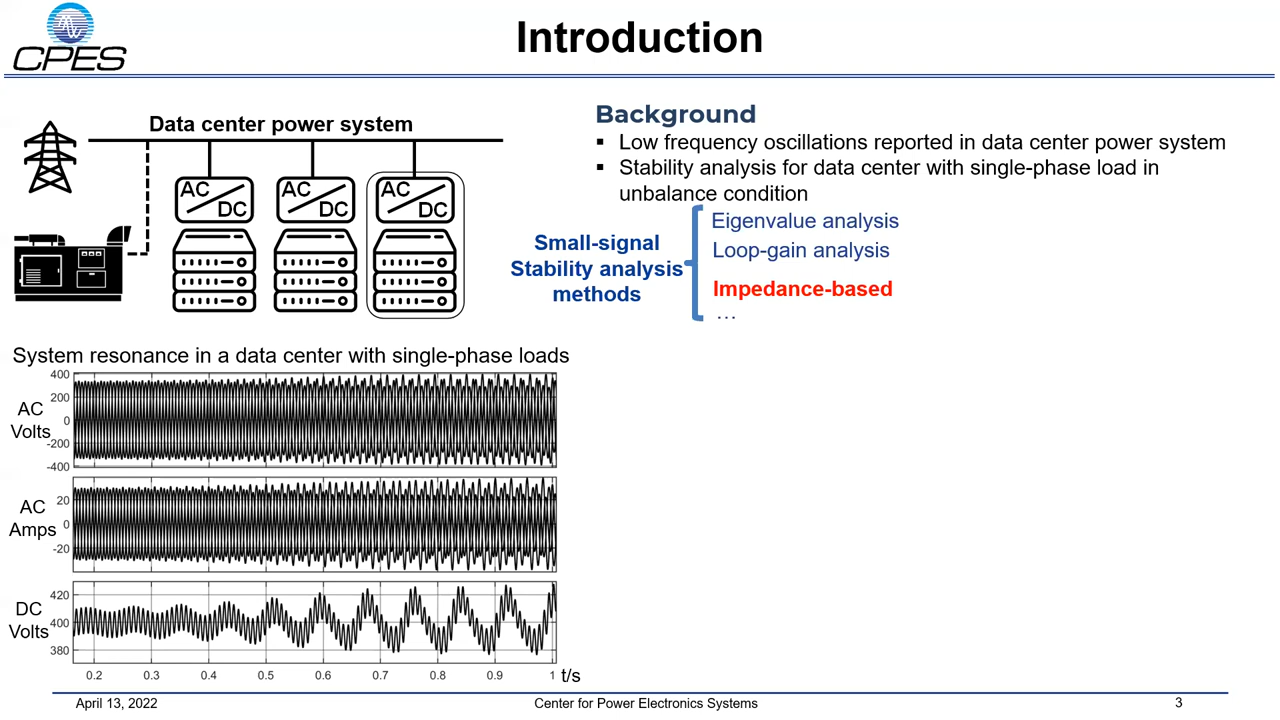 CPES
Introduction
Data center power system
AC
DC
AC
DC
AC
DC
Background
▪ Low frequency oscillations reported in data center power system
▪ Stability analysis for data center with single-phase load in
unbalance condition
Small-signal
Stability analysis
methods
Eigenvalue analysis
Loop-gain analysis
Impedance-based
…
System resonance in a data center with single-phase loads
AC
Volts
400
200
0
-200
-400
AC
Amps
20
0
-20
DC
Volts
420
400
380
0.2 0.3 0.4 0.5 0.6 0.7 0.8 0.9 1 t/s
April 13, 2022
Center for Power Electronics Systems
3